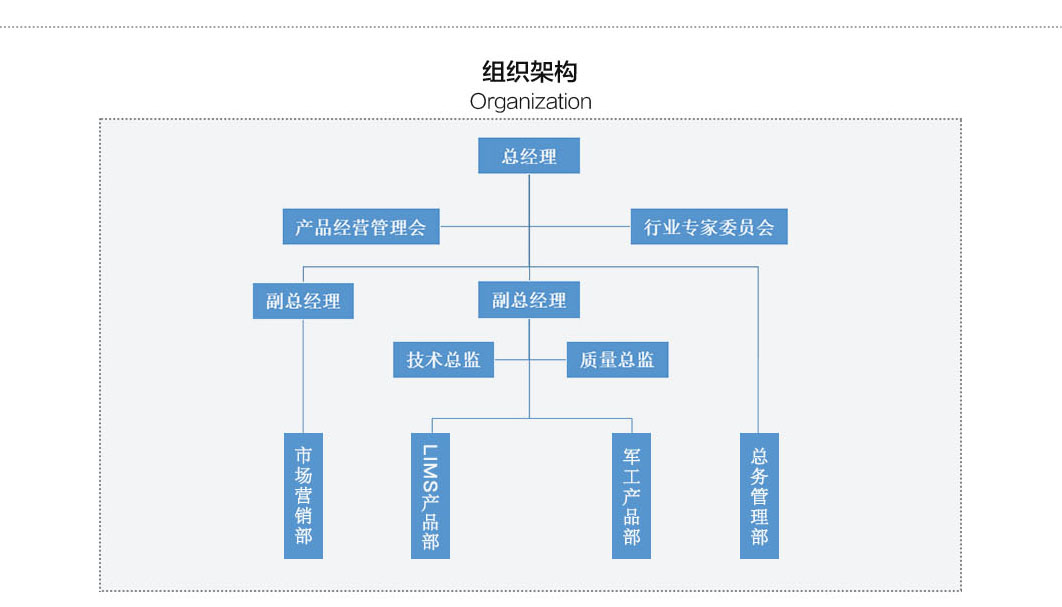 组织架构
Organization
总经理
产品经营管理会
行业专家委员会
副总经理
副总经理
技术总监
质量总监
市场营销部
LIMS产品部
军工产品部
总务管理部